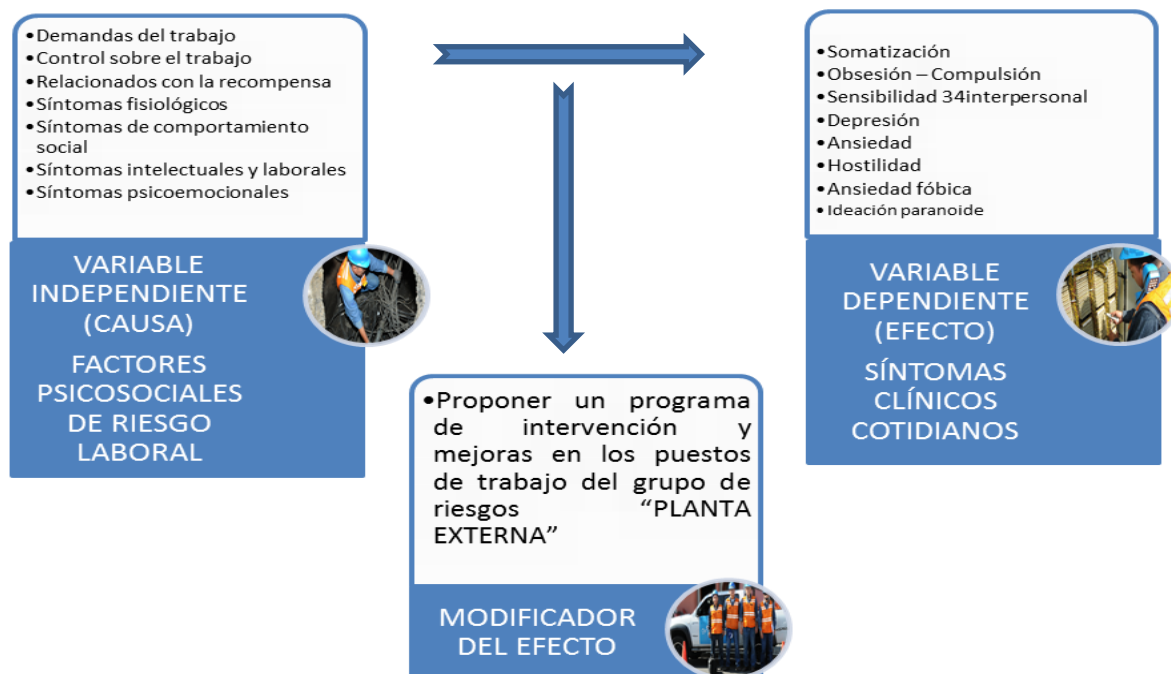 •Demandas del trabajo
•Control sobre el trabajo
•Relacionados con la recompensa
•Síntomas fisiológicos
•Síntomas de comportamiento
social
•Síntomas intelectuales y laborales
•Síntomas psicoemocionales
VARIABLE
INDEPENDIENTE
(CAUSA)
FACTORES
PSICOSOCIALES
DE RIESGO
LABORAL
•Somatización
•Obsesión – Compulsión
•Sensibilidad 34interpersonal
•Depresión
•Ansiedad
•Hostilidad
•Ansiedad fóbica
•Ideación paranoide
VARIABLE
DEPENDIENTE
(EFECTO)
SÍNTOMAS
CLÍNICOS
COTIDIANOS
•Proponer un programa
de intervención y
mejoras en los puestos
de trabajo del grupo de
riesgos “PLANTA
EXTERNA”
MODIFICADOR
DEL EFECTO